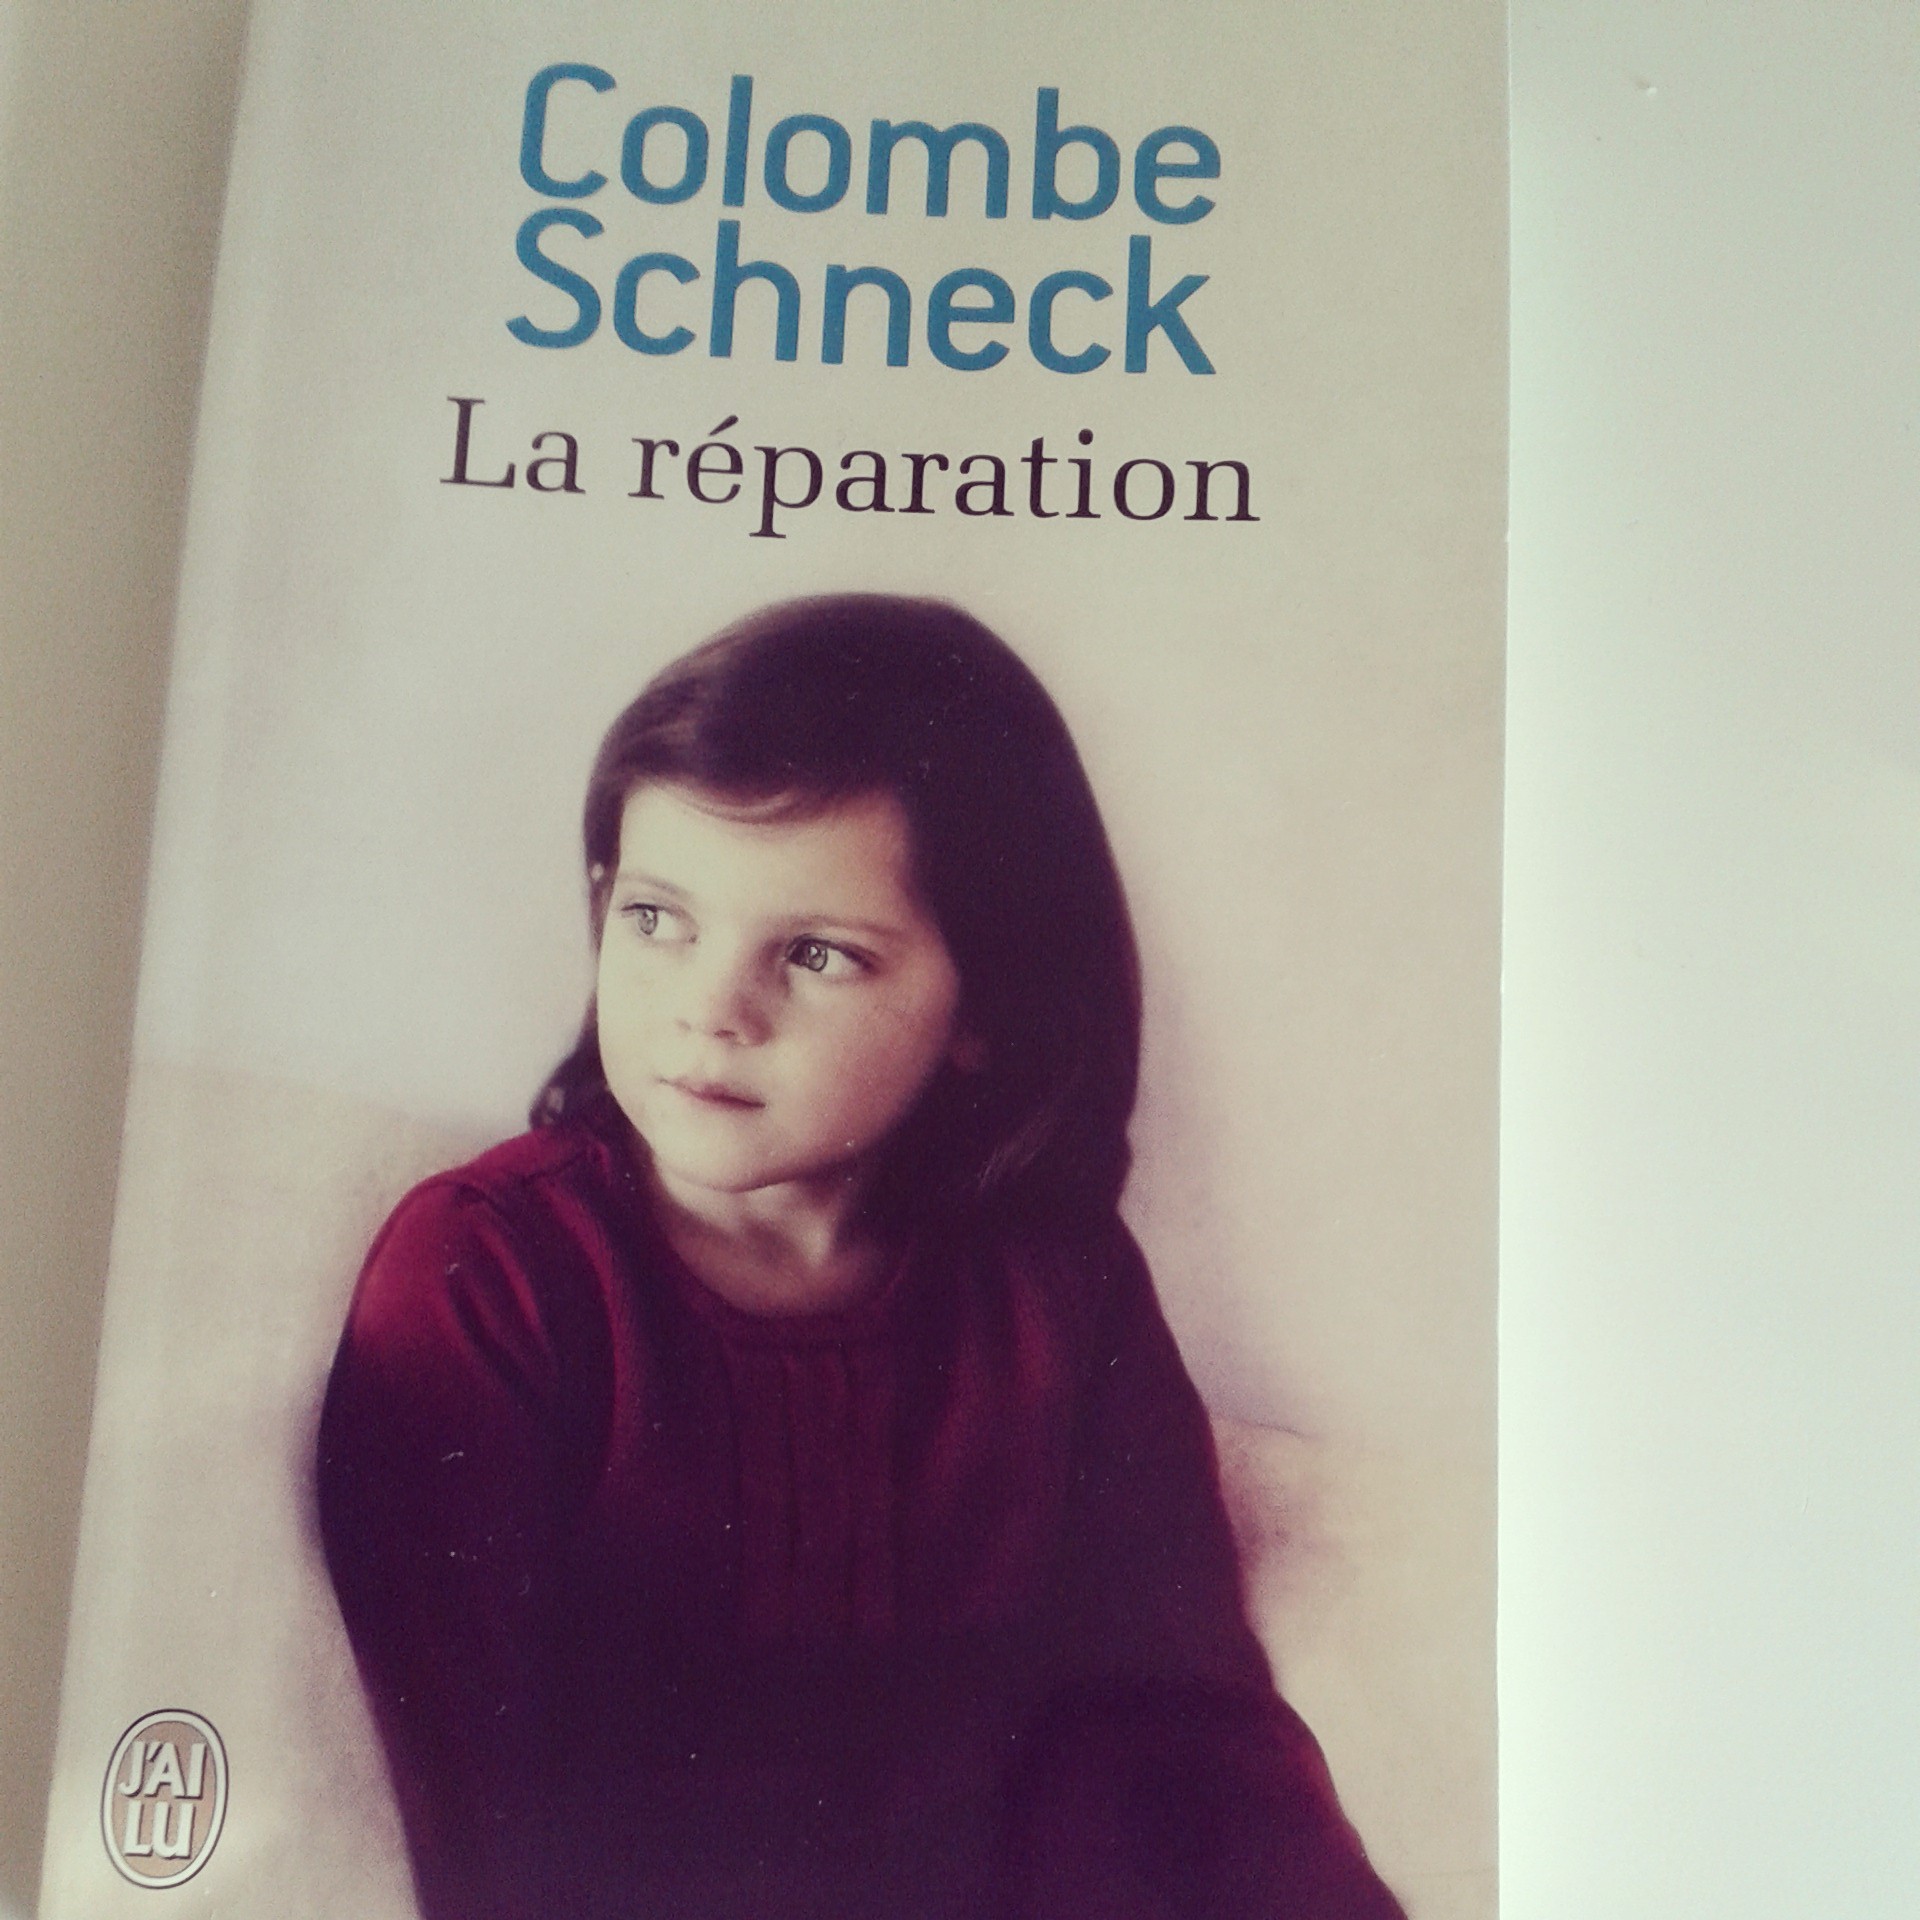 Colombe
Schneck
La réparation
J'AI
LU